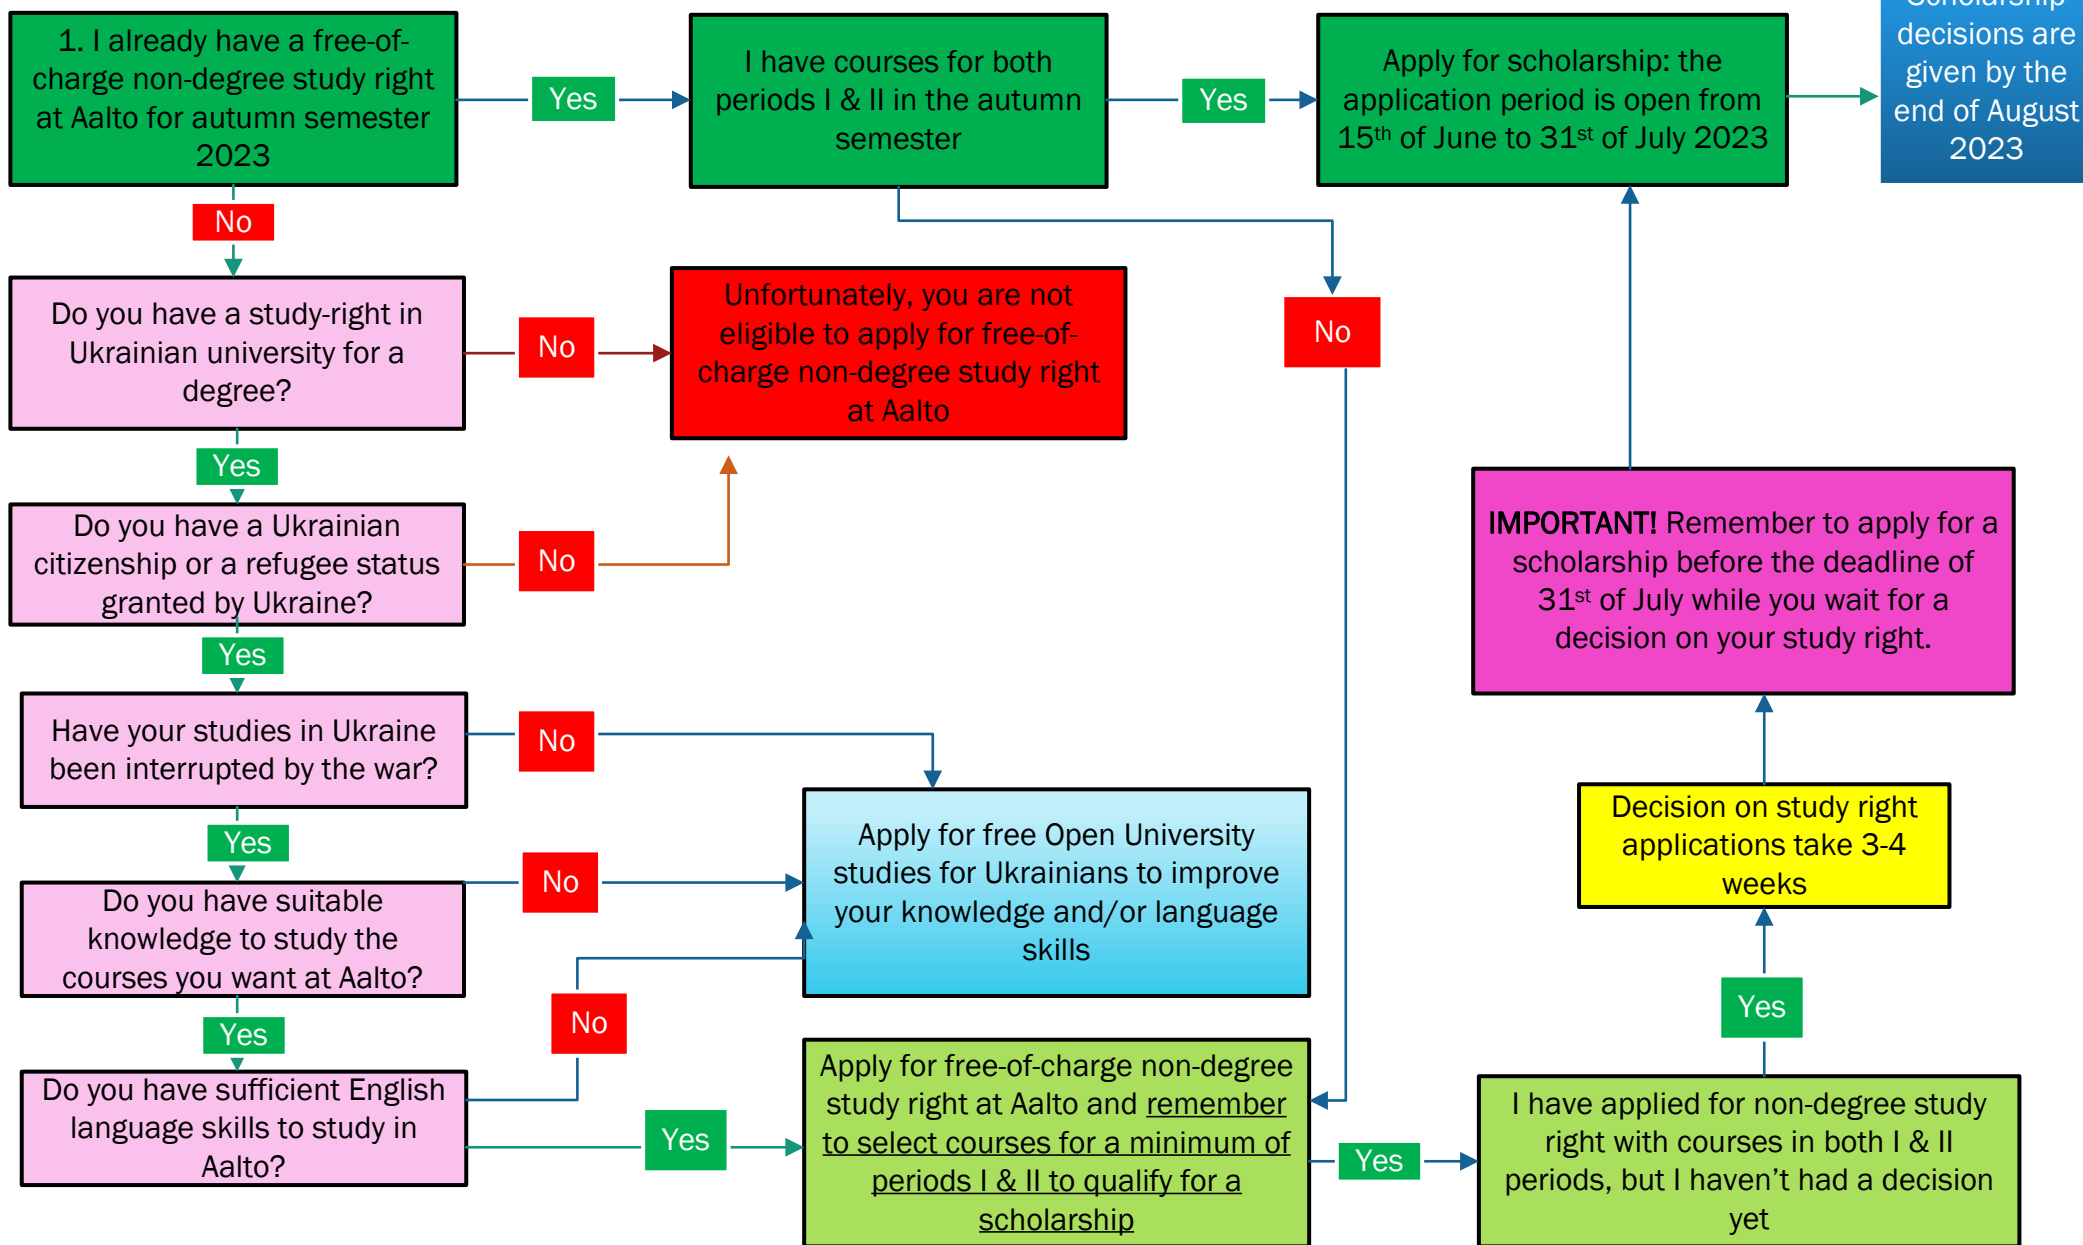 1. I already have a free-of-
charge non-degree study right
at Aalto for autumn semester
2023
Yes
I have courses for both
periods I & II in the autumn
semester
Yes
Apply for scholarship: the
application period is open from
15th of June to 31st of July 2023
Scholarship
decisions are
given by the
end of August
2023
No
Do you have a study-right in
Ukrainian university for a
degree?
No
Unfortunately, you are not
eligible to apply for free-of-
charge non-degree study right
at Aalto
No
Yes
Do you have a Ukrainian
citizenship or a refugee status
granted by Ukraine?
No
IMPORTANT! Remember to apply for a
scholarship before the deadline of
31st of July while you wait for a
decision on your study right.
Yes
Have your studies in Ukraine
been interrupted by the war?
No
Yes
Apply for free Open University
studies for Ukrainians to improve
your knowledge and/or language
skills
Decision on study right
applications take 3-4
weeks
Do you have suitable
knowledge to study the
courses you want at Aalto?
No
Yes
No
Yes
Do you have sufficient English
language skills to study in
Aalto?
Yes
Apply for free-of-charge non-degree
study right at Aalto and remember
to select courses for a minimum of
periods I & II to qualify for a
scholarship
Yes
I have applied for non-degree study
right with courses in both I & II
periods, but I haven't had a decision
yet